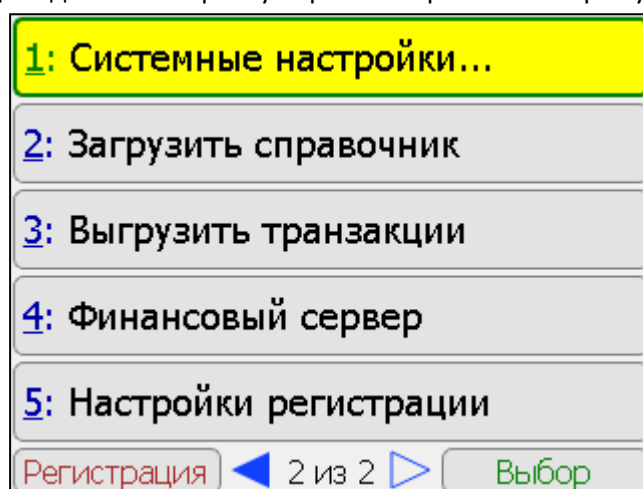 1: Системные настройки...
2: Загрузить справочник
3: Выгрузить транзакции
4: Финансовый сервер
5: Настройки регистрации
Регистрация 2 из 2 Выбор